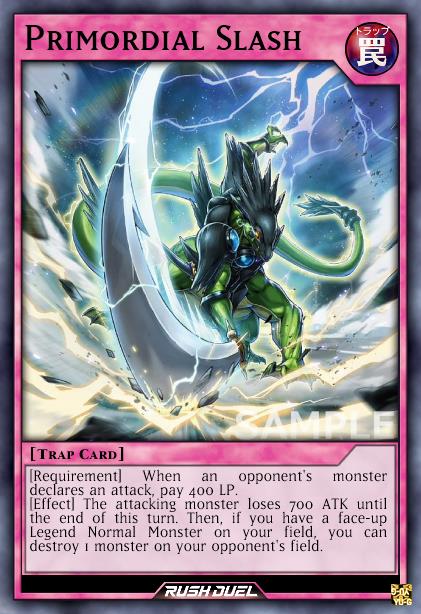 PRIMORDIAL SLASH
トラップ
罠
SAMPLE
[TRAP CARD]
[Requirement] When an opponent's monster
declares an attack, pay 400 LP.
[Effect] The attacking monster loses 700 ATK until
the end of this turn. Then, if you have a face-up
Legend Normal Monster on your field, you can
destroy 1 monster on your opponent's field.
RUSH DUEL